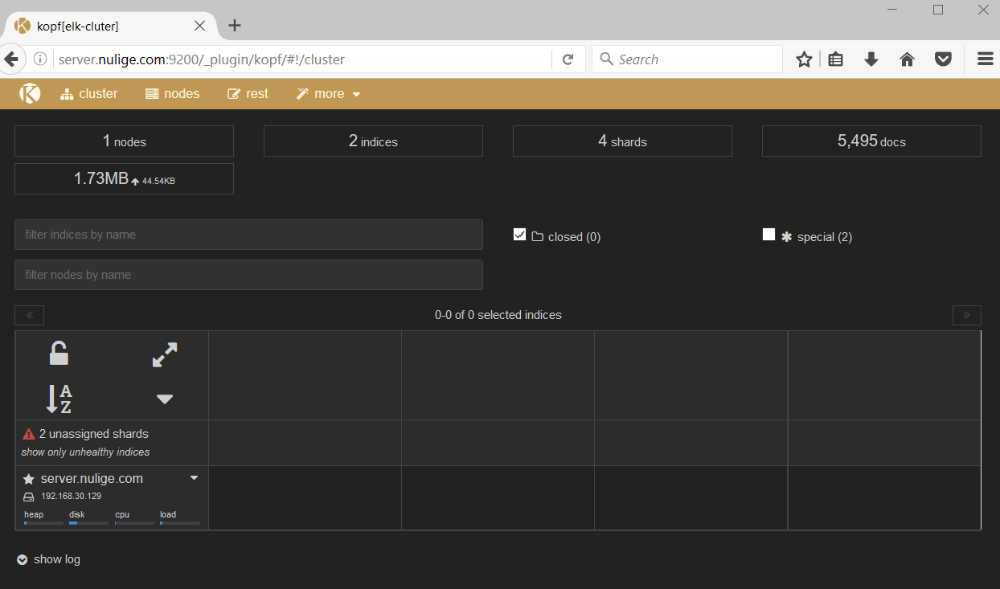 kopf[elk-cluter]
server.nulige.com:9200/_plugin/kopf/#!/cluster
Search
cluster nodes rest more
1 nodes
2 indices
4 shards
5,495 docs
1.73MB 44.54KB
filter indices by name
closed (0)
special (2)
filter nodes by name
0-0 of 0 selected indices
A
Z
2 unassigned shards
show only unhealthy indices
server.nulige.com
192.168.30.129
heap disk cpu load
show log